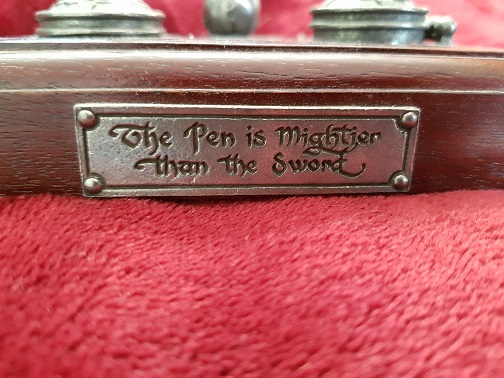 The Pen is Mightier
than the Sword